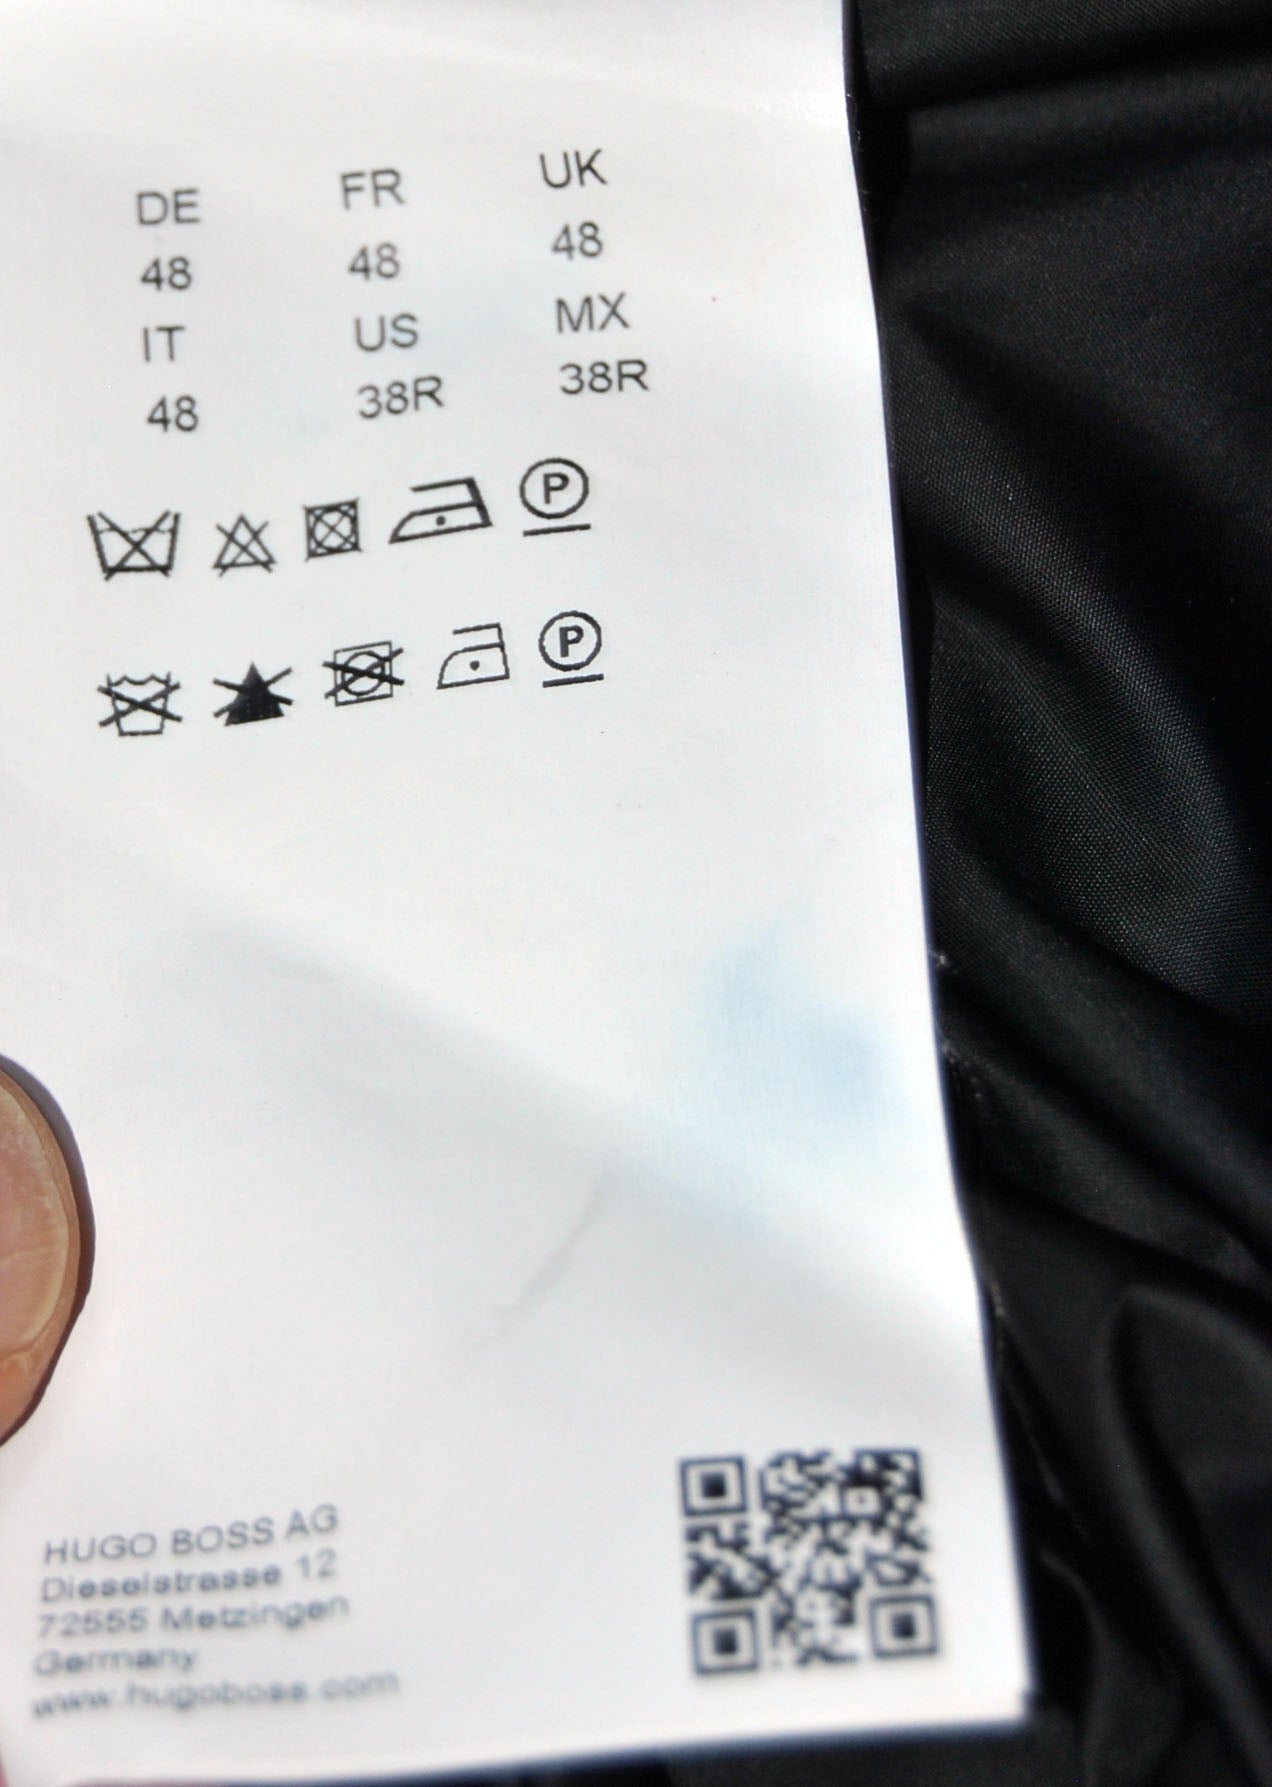 DE FR UK
48 48 48
IT US MX
48 38R 38R
P
P
HUGO BOSS AG
Dieselstrasse 12
72555 Metzingen
Germany
www.hugoboss.com